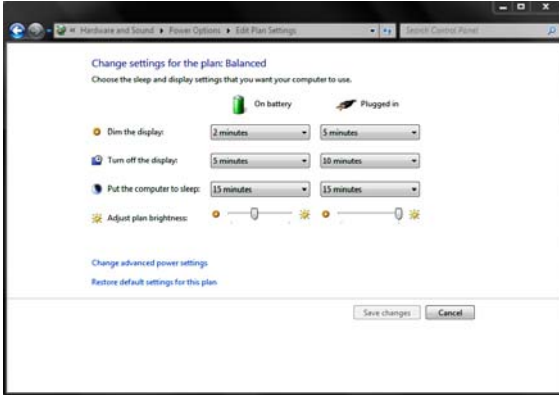 « Hardware and Sound ▸ Power Options ▸ Edit Plan Settings
Search Control Panel
Change settings for the plan: Balanced
Choose the sleep and display settings that you want your computer to use.
On battery Plugged in
Dim the display: 2 minutes 5 minutes
Turn off the display: 5 minutes 10 minutes
Put the computer to sleep: 15 minutes 15 minutes
Adjust plan brightness:
Change advanced power settings
Restore default settings for this plan
Save changes Cancel